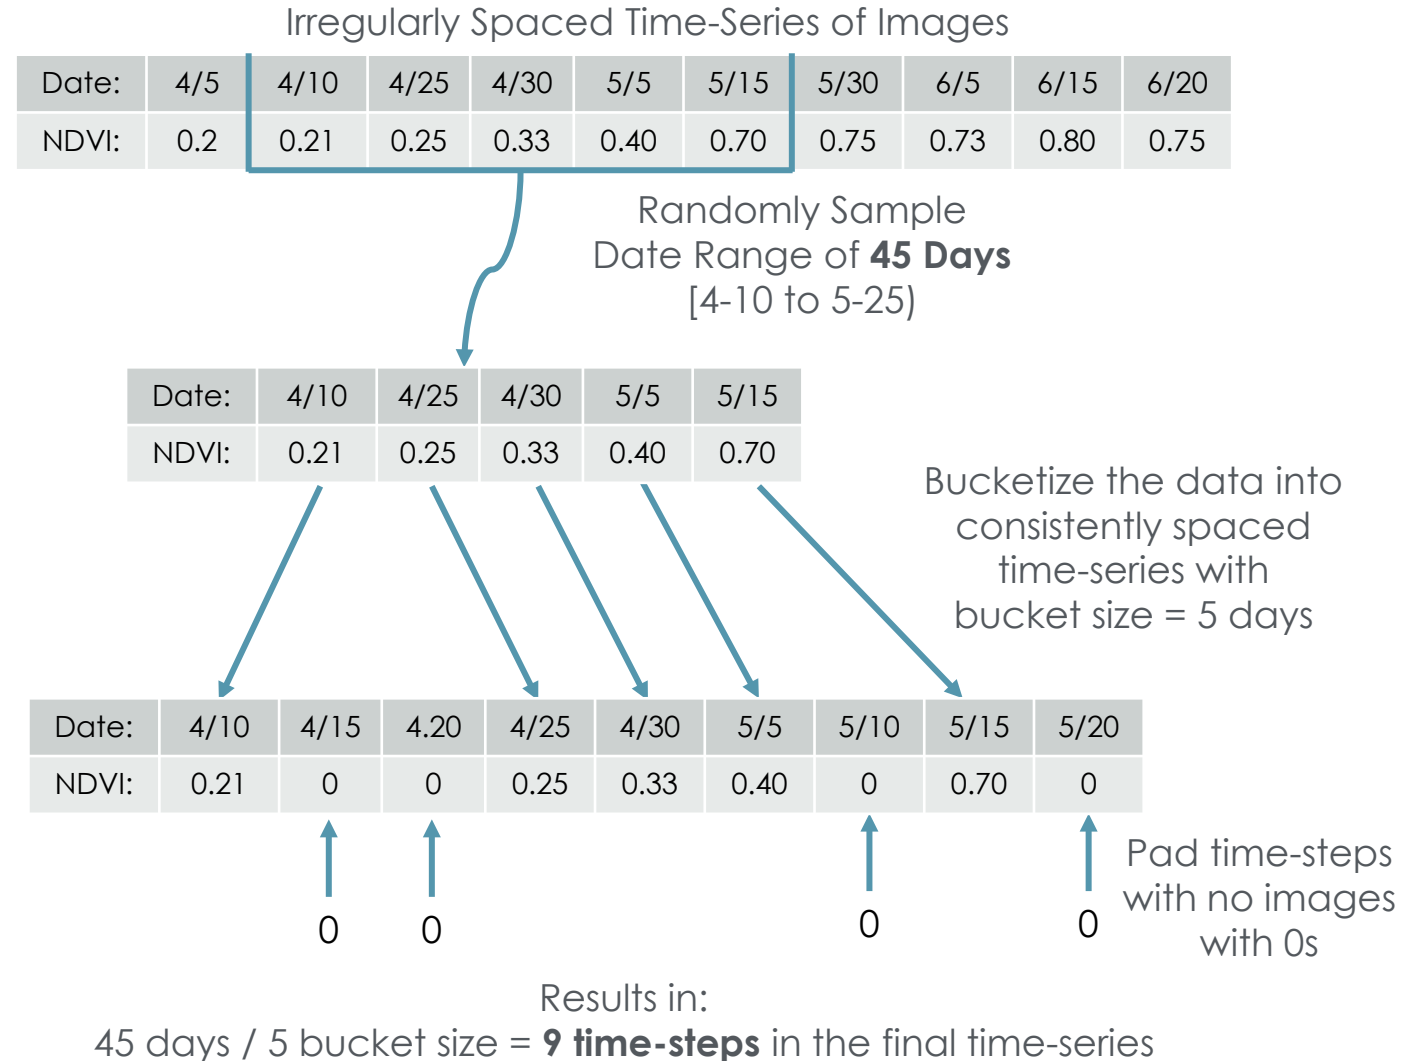 Irregularly Spaced Time-Series of Images
Date: 4/5 4/10 4/25 4/30 5/5 5/15 5/30 6/5 6/15 6/20
NDVI: 0.2 0.21 0.25 0.33 0.40 0.70 0.75 0.73 0.80 0.75
Randomly Sample
Date Range of 45 Days
[4-10 to 5-25)
Date: 4/10 4/25 4/30 5/5 5/15
NDVI: 0.21 0.25 0.33 0.40 0.70
Bucketize the data into
consistently spaced
time-series with
bucket size = 5 days
Date: 4/10 4/15 4.20 4/25 4/30 5/5 5/10 5/15 5/20
NDVI: 0.21 0 0 0.25 0.33 0.40 0 0.70 0
0 0 0 0
Pad time-steps
with no images
with 0s
Results in:
45 days / 5 bucket size = 9 time-steps in the final time-series